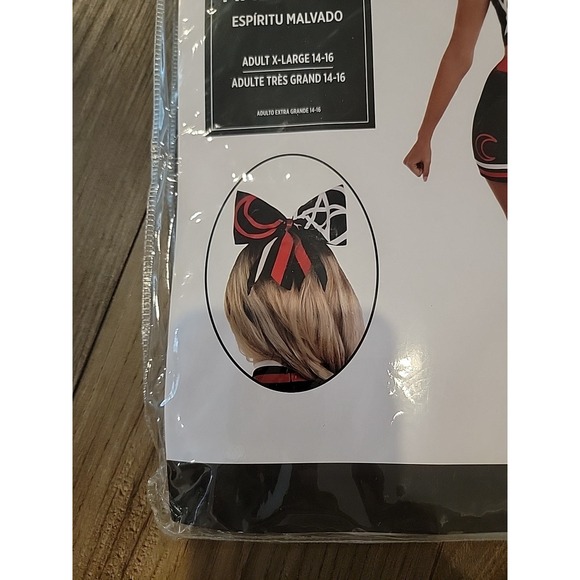 ESPÍRITU MALVADO
ADULT X-LARGE 14-16
ADULTE TRÈS GRAND 14-16
ADULTO EXTRA GRANDE 14-16